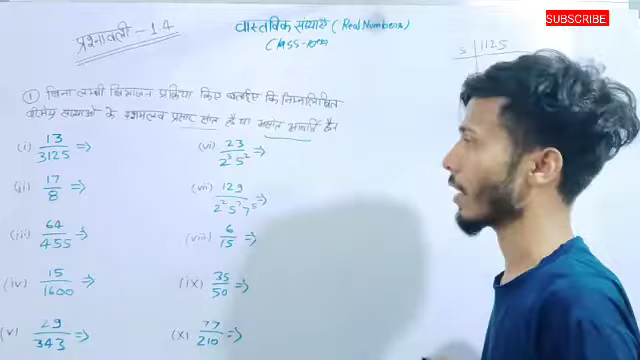 प्रश्नावली - 1.4
वास्तविक संख्याएँ (Real Numbers)
Class-10th
SUBSCRIBE
5 | 1125
① बिना लम्बी विभाजन प्रक्रिया किए बताइए कि निम्नलिखित
परिमेय संख्याओं के दशमलव प्रसार सांत हैं या असांत आवर्ती हैं।
(i) 13/3125 ⇒
(ii) 17/8 ⇒
(iii) 64/455 ⇒
(iv) 15/1600 ⇒
(v) 29/343 ⇒
(vi) 23/2³5² ⇒
(vii) 129/2²5⁷7⁵ ⇒
(viii) 6/15 ⇒
(ix) 35/50 ⇒
(x) 77/210 ⇒